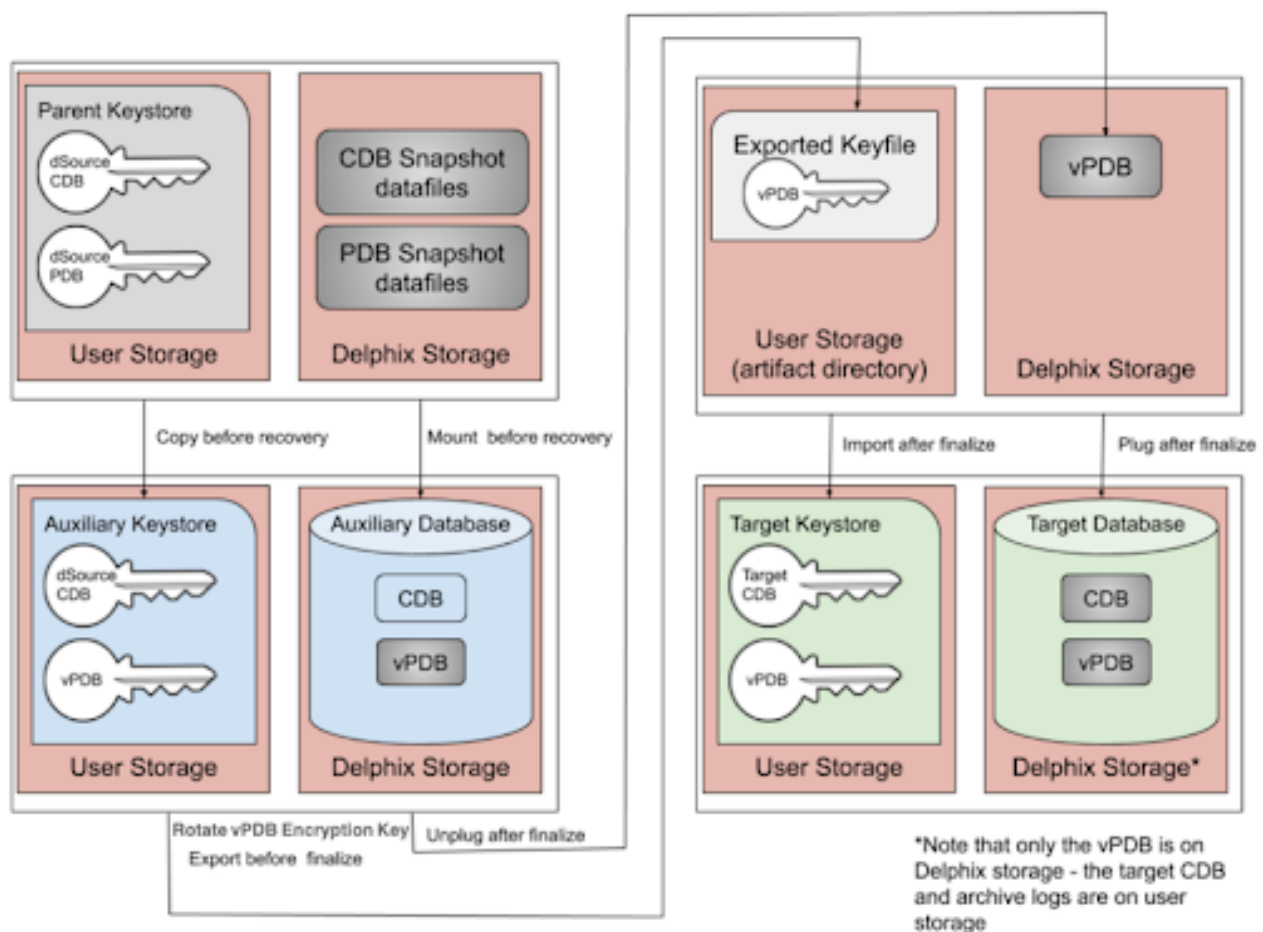 Parent Keystore
dSource
CDB
dSource
PDB
User Storage
CDB Snapshot
datafiles
PDB Snapshot
datafiles
Delphix Storage
Copy before recovery
Mount before recovery
Auxiliary Keystore
dSource
CDB
vPDB
User Storage
Auxiliary Database
CDB
vPDB
Delphix Storage
Rotate vPDB Encryption Key
Export before finalize
Unplug after finalize
Exported Keyfile
vPDB
User Storage
(artifact directory)
vPDB
Delphix Storage
Import after finalize
Plug after finalize
Target Keystore
Target
CDB
vPDB
User Storage
Target Database
CDB
vPDB
Delphix Storage*
*Note that only the vPDB is on
Delphix storage - the target CDB
and archive logs are on user
storage